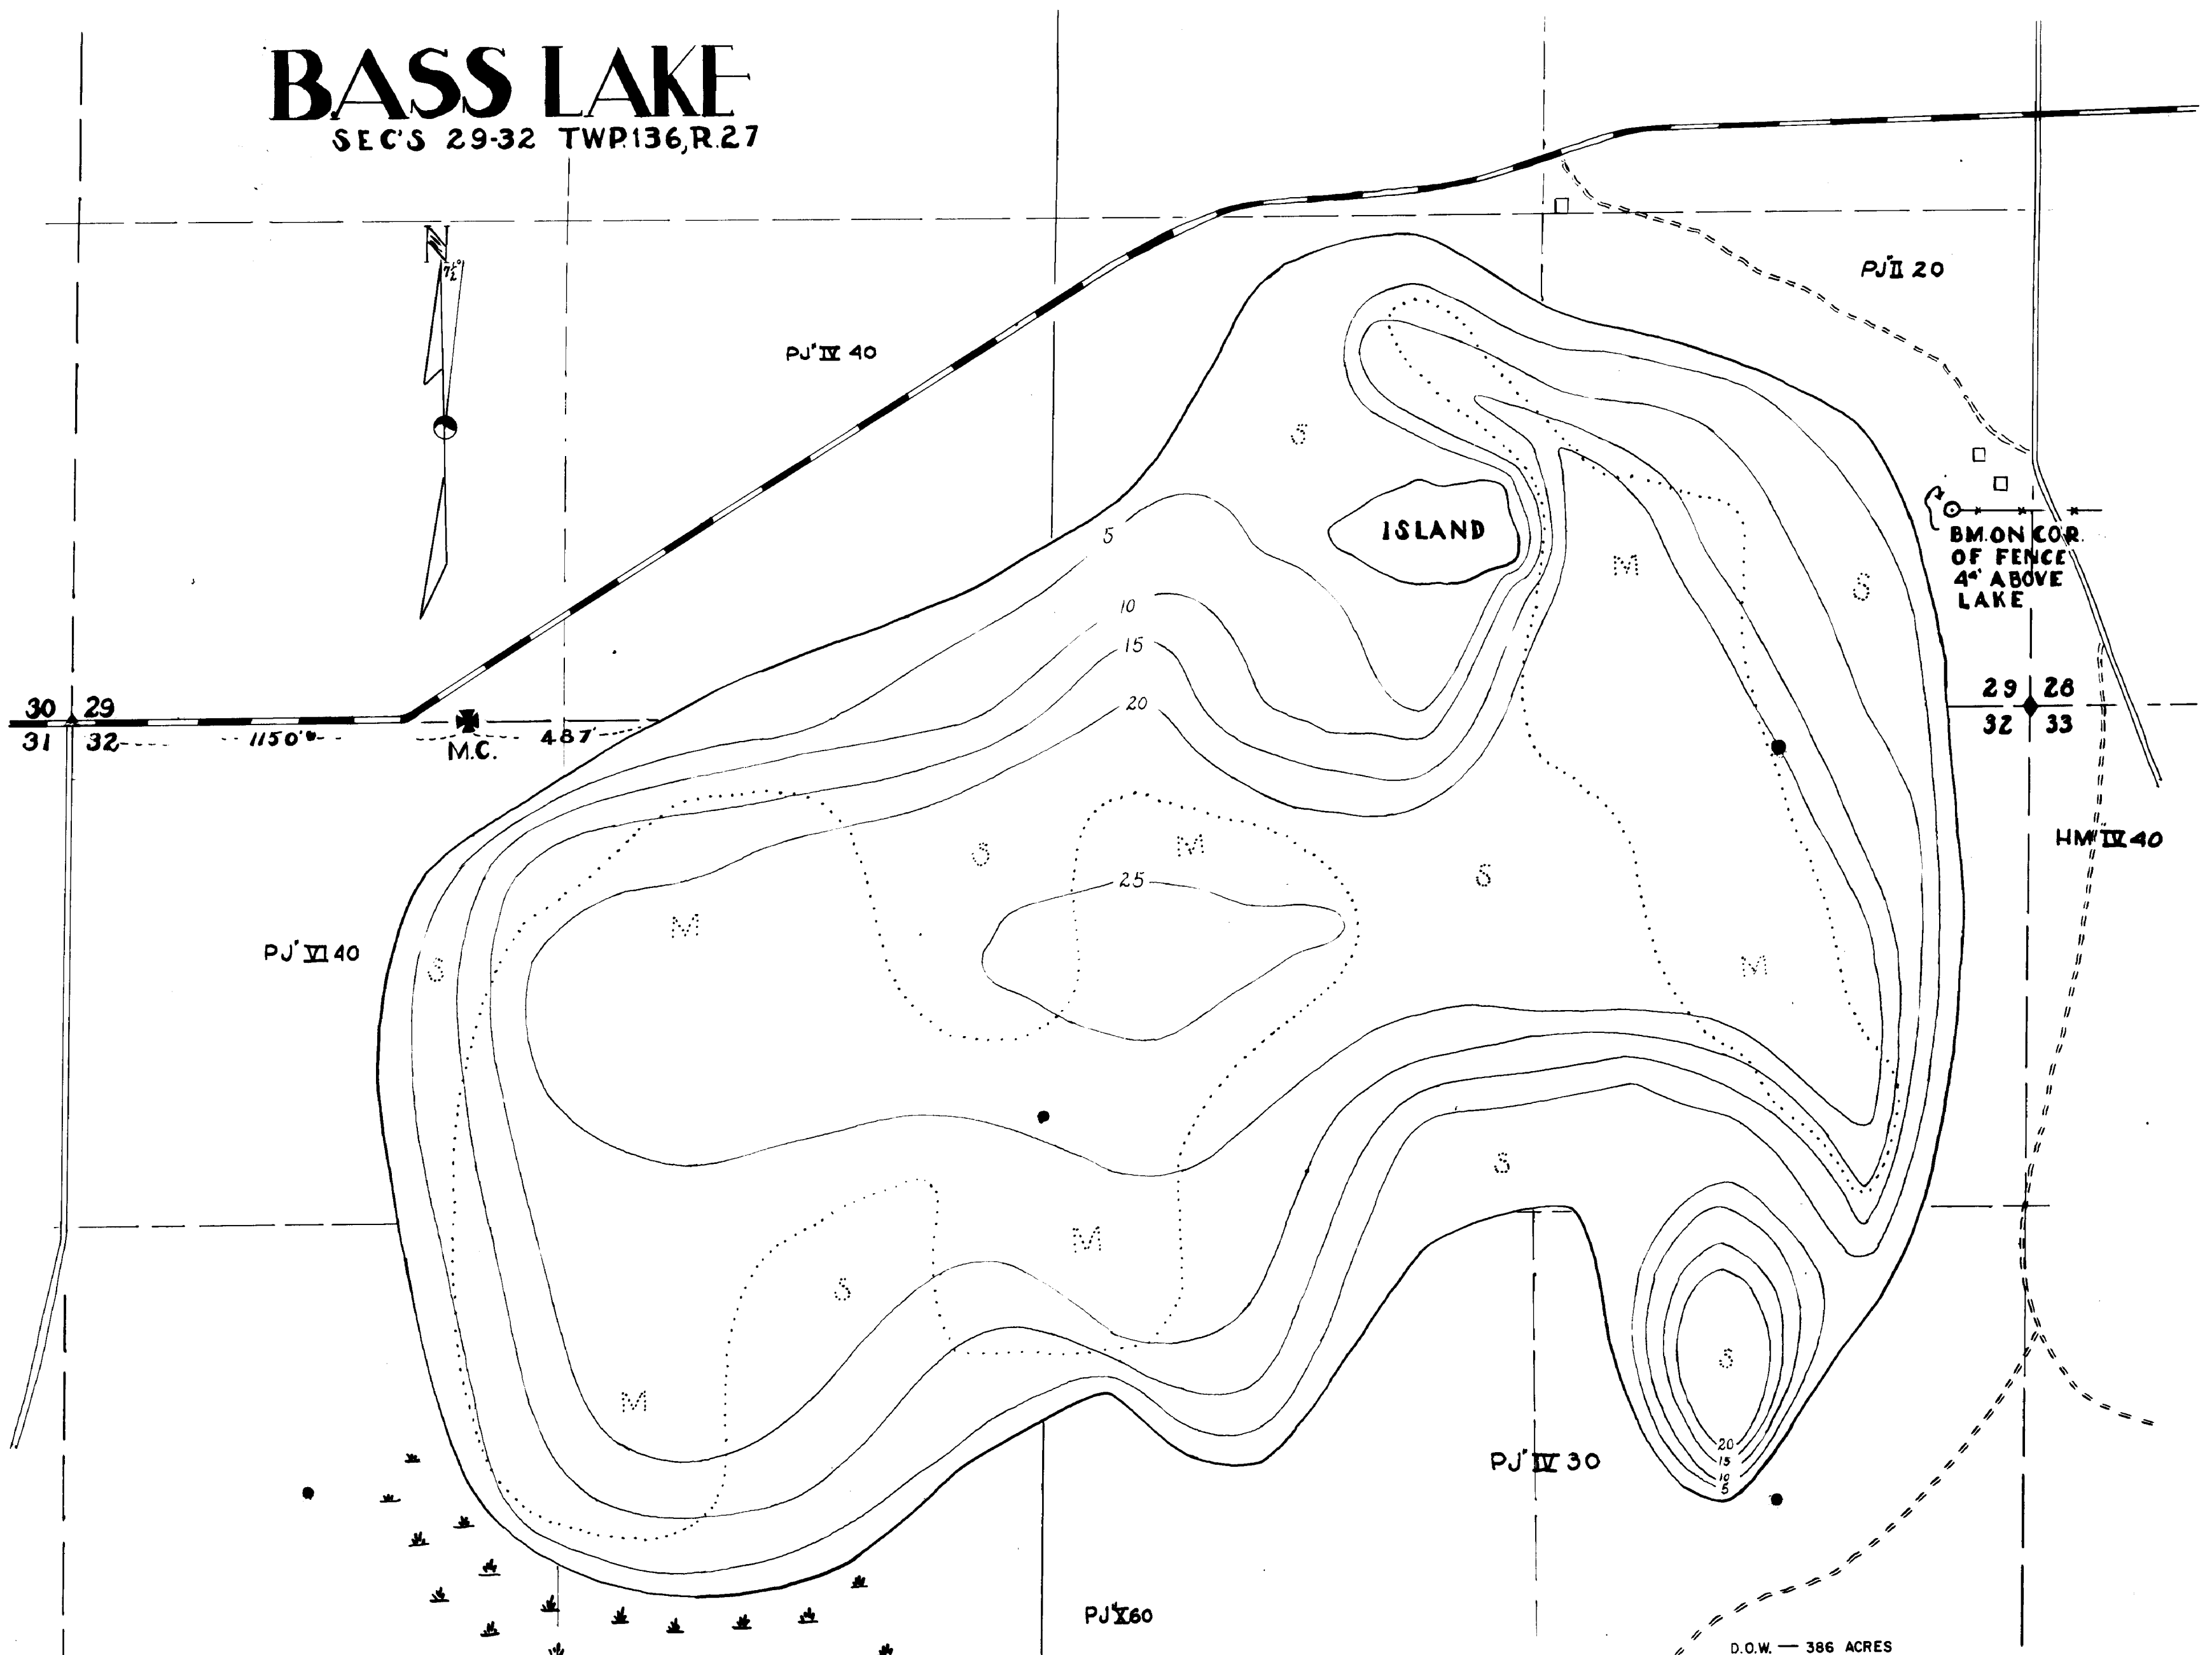 BASS LAKE
SEC'S 29-32 TWP.136,R.27
N
7½°
PJ" II 20
PJ" IV 40
S
5
ISLAND
BM.ON COR.
OF FENCE
4' ABOVE
LAKE
M
S
10
15
29 28
32 33
30 29
31 32
1150'
M.C.
487'
20
HM" IV 40
S
M
S
25
M
PJ" VI 40
S
M
S
M
S
S
M
20
15
10
5
PJ" IV 30
PJ" X 60
D.O.W. — 386 ACRES